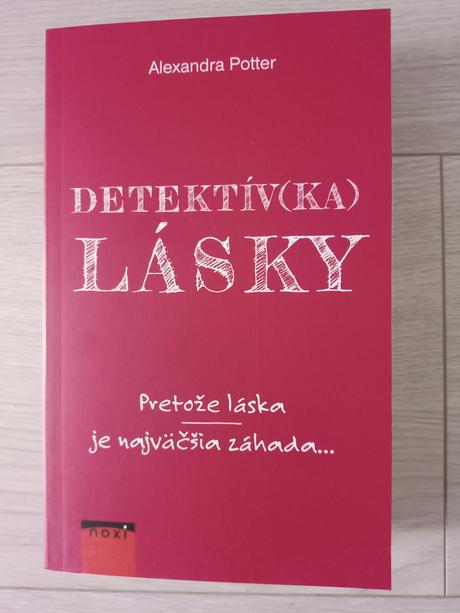 Alexandra Potter
DETEKTÍV(KA)
LÁSKY
Pretože láska
je najväčšia záhada...
noxi